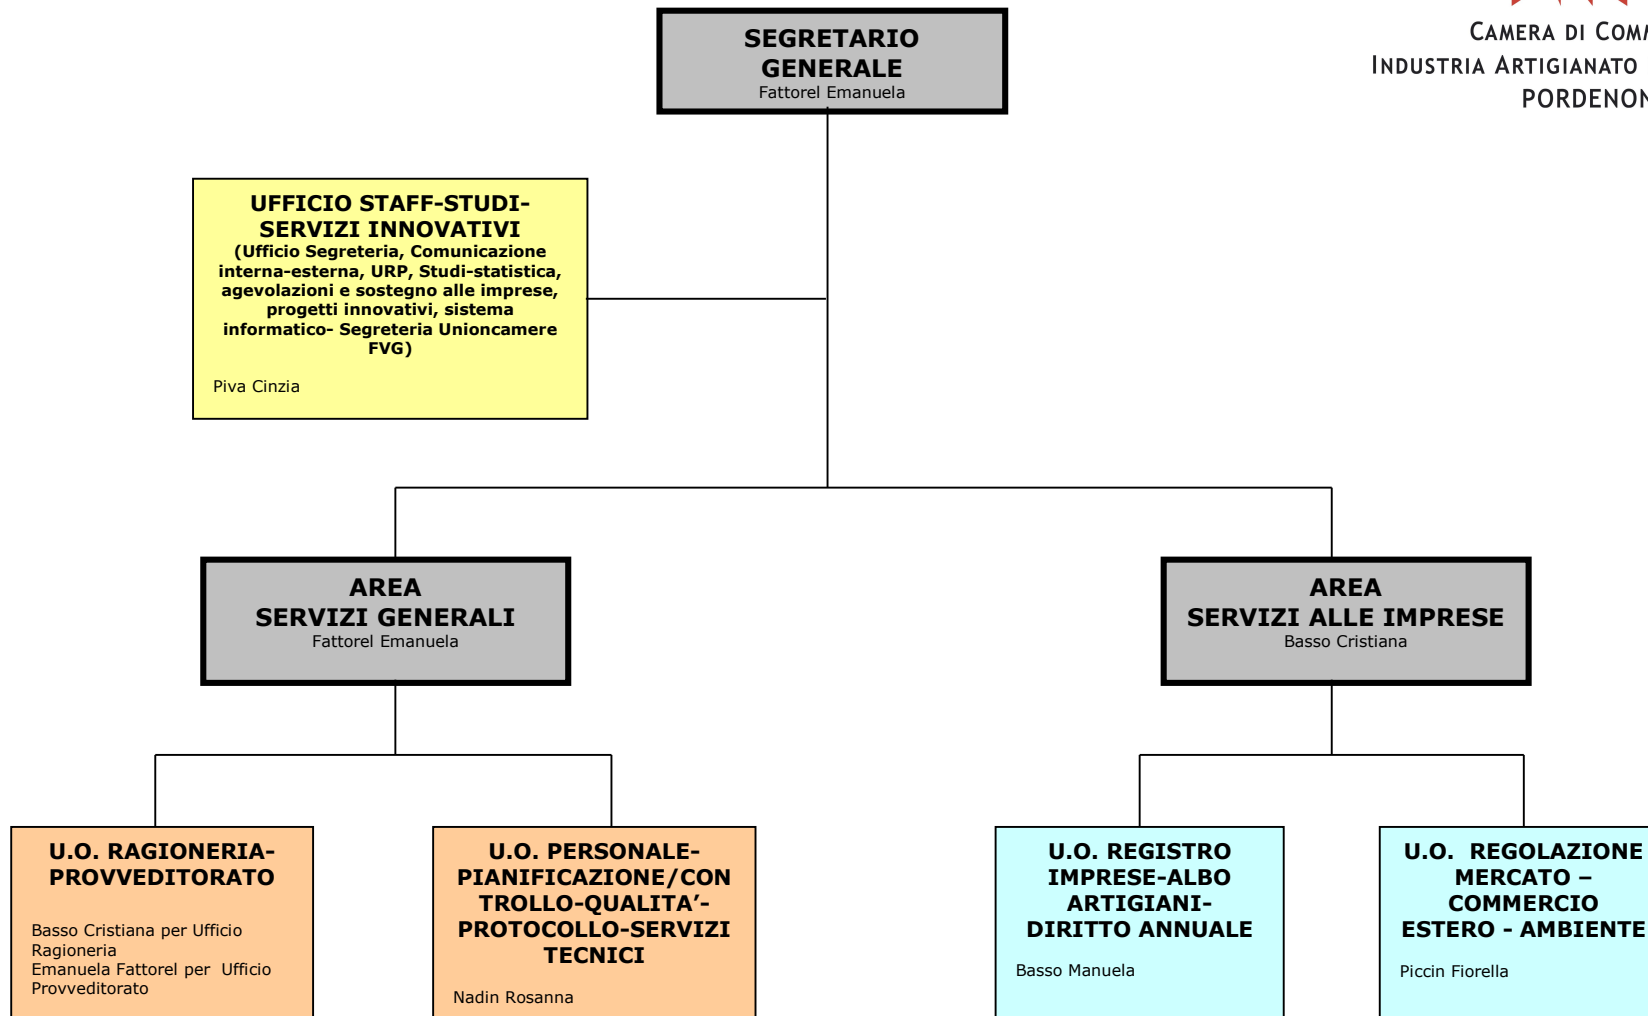 SEGRETARIO
GENERALE
Fattorel Emanuela
CAMERA DI COMM
INDUSTRIA ARTIGIANATO
PORDENON
UFFICIO STAFF-STUDI-
SERVIZI INNOVATIVI
(Ufficio Segreteria, Comunicazione
interna-esterna, URP, Studi-statistica,
agevolazioni e sostegno alle imprese,
progetti innovativi, sistema
informatico- Segreteria Unioncamere
FVG)
Piva Cinzia
AREA
SERVIZI GENERALI
Fattorel Emanuela
AREA
SERVIZI ALLE IMPRESE
Basso Cristiana
U.O. RAGIONERIA-
PROVVEDITORATO
Basso Cristiana per Ufficio
Ragioneria
Emanuela Fattorel per  Ufficio
Provveditorato
U.O. PERSONALE-
PIANIFICAZIONE/CON
TROLLO-QUALITA’-
PROTOCOLLO-SERVIZI
TECNICI
Nadin Rosanna
U.O. REGISTRO
IMPRESE-ALBO
ARTIGIANI-
DIRITTO ANNUALE
Basso Manuela
U.O.  REGOLAZIONE
MERCATO –
COMMERCIO
ESTERO - AMBIENTE
Piccin Fiorella